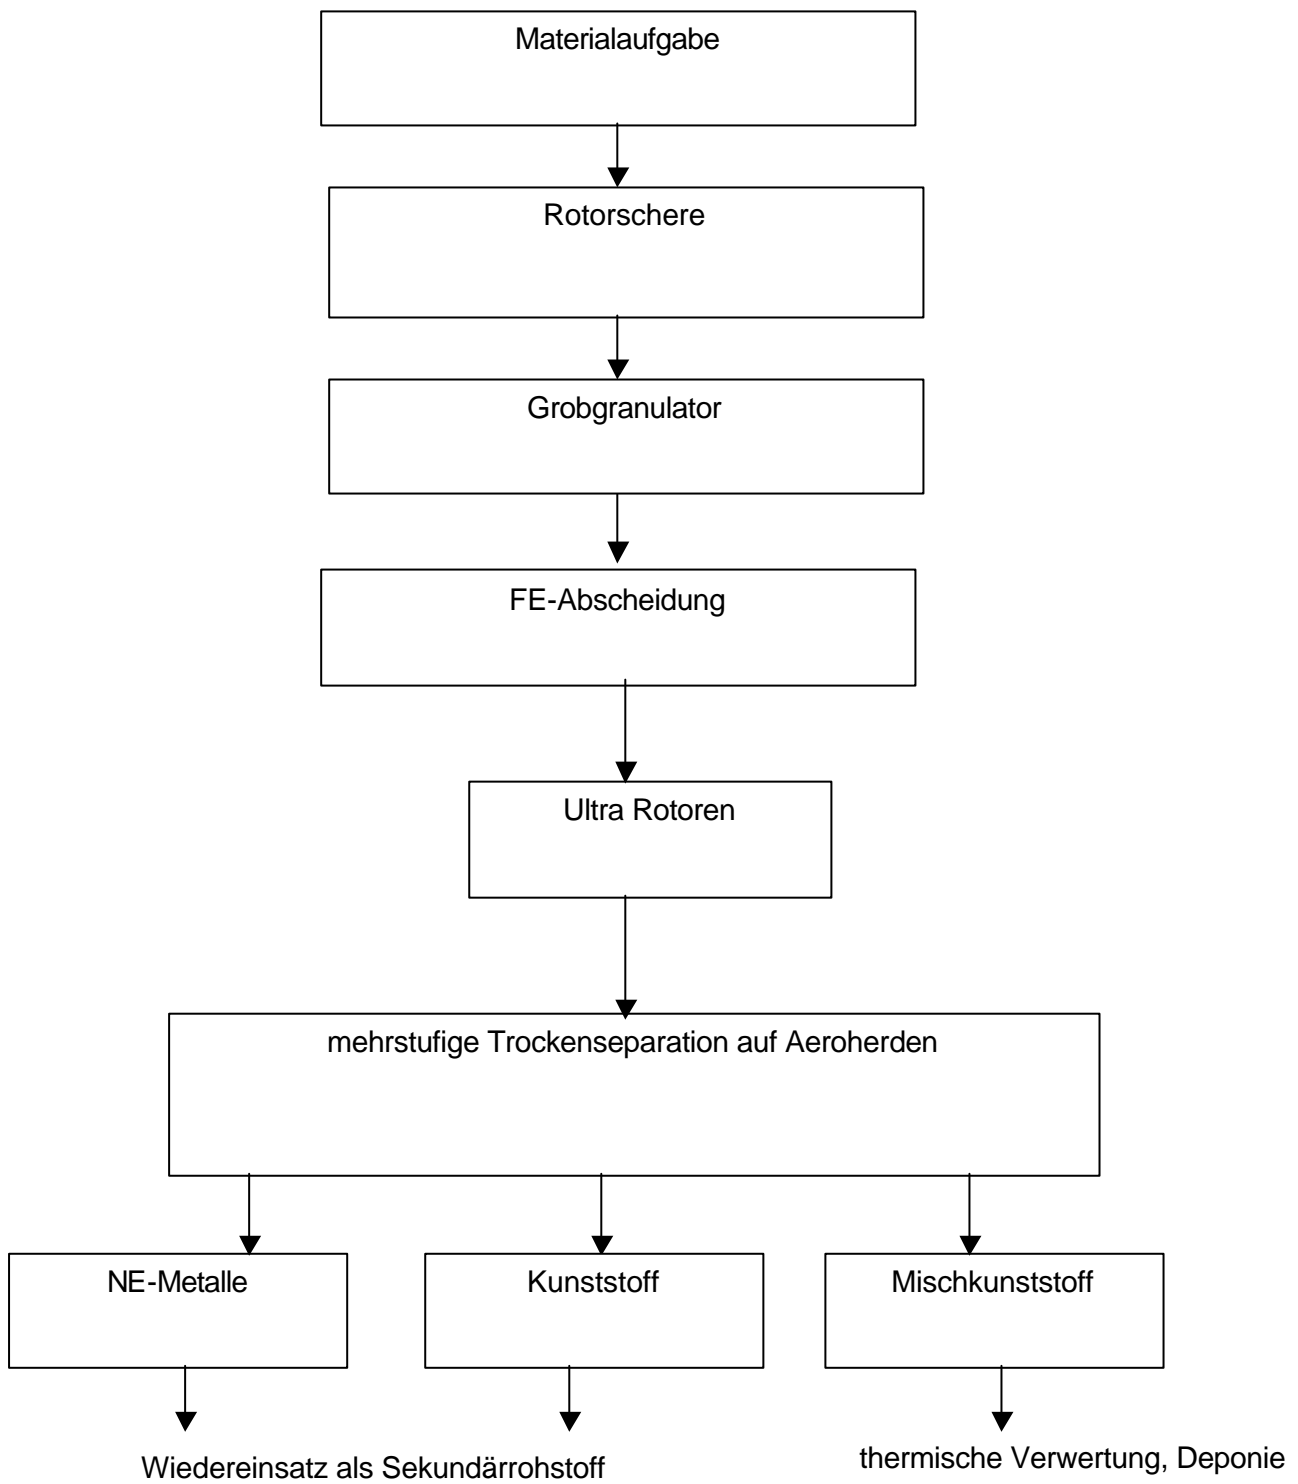 Materialaufgabe
Rotorschere
Grobgranulator
FE-Abscheidung
Ultra Rotoren
mehrstufige Trockenseparation auf Aeroherden
NE-Metalle
Kunststoff
Mischkunststoff
Wiedereinsatz als Sekundärrohstoff
thermische Verwertung, Deponie